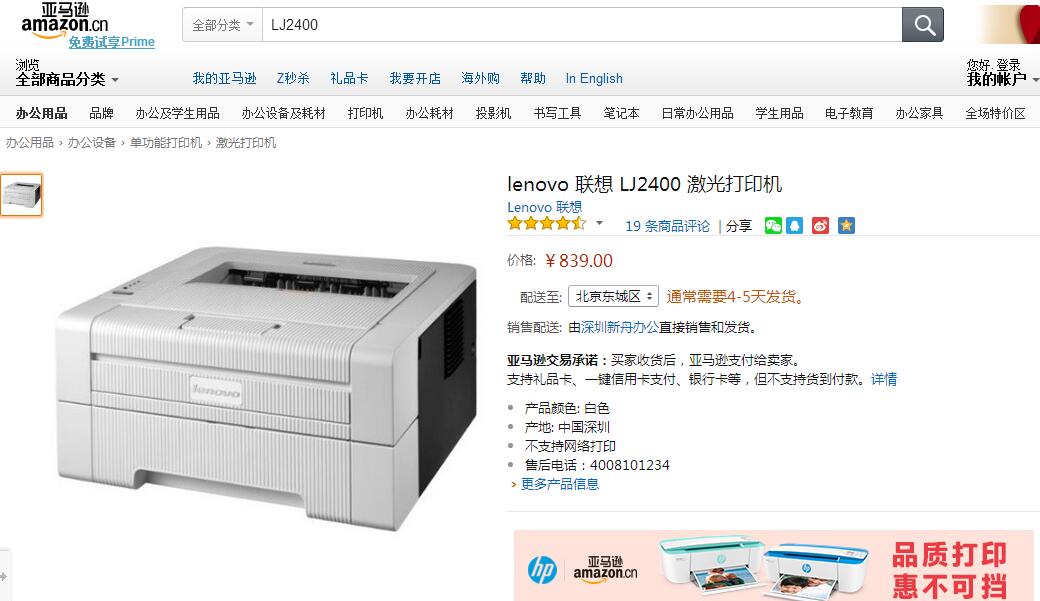 亚马逊
amazon.cn
免费试享Prime
全部分类
LJ2400
浏览
全部商品分类
我的亚马逊 Z秒杀 礼品卡 我要开店 海外购 帮助 In English
您好, 登录
我的帐户
办公用品 品牌 办公及学生用品 办公设备及耗材 打印机 办公耗材 投影机 书写工具 笔记本 日常办公用品 学生用品 电子教育 办公家具 全场特价区
办公用品 › 办公设备 › 单功能打印机 › 激光打印机
lenovo 联想 LJ2400 激光打印机
Lenovo 联想
19 条商品评论 | 分享
价格: ￥839.00
配送至: 北京东城区 通常需要4-5天发货。
销售配送: 由深圳新舟办公直接销售和发货。
亚马逊交易承诺：买家收货后，亚马逊支付给卖家。
支持礼品卡、一键信用卡支付、银行卡等，但不支持货到付款。详情
产品颜色: 白色
产地: 中国深圳
不支持网络打印
售后电话：4008101234
› 更多产品信息
lenovo
hp 亚马逊
amazon.cn
品质打印
惠不可挡